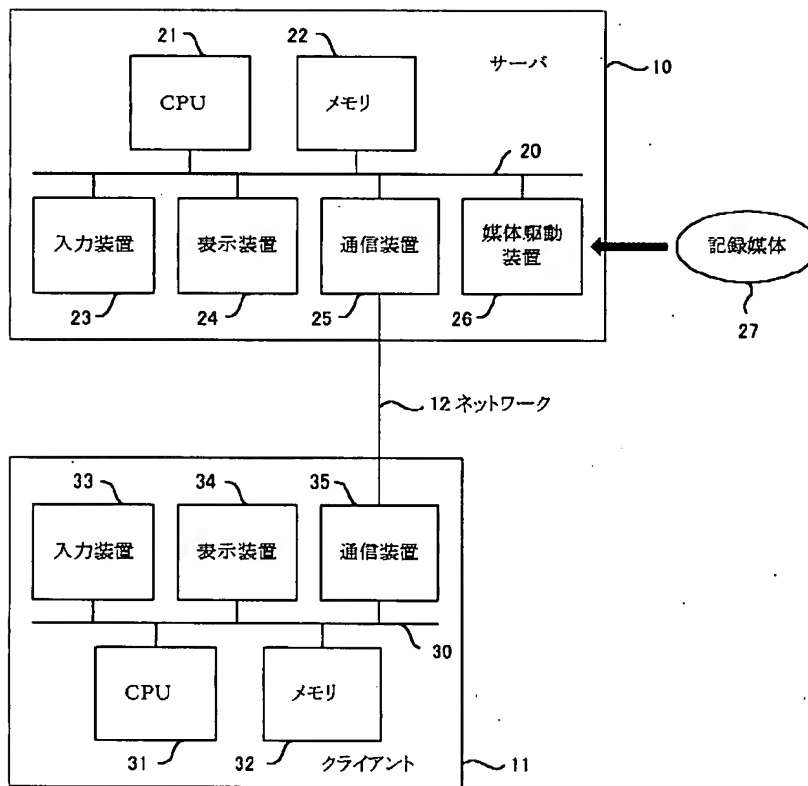 21
22
サーバ
10
CPU
メモリ
20
入力装置
表示装置
通信装置
媒体駆動
装置
記録媒体
23
24
25
26
27
12 ネットワーク
33
34
35
入力装置
表示装置
通信装置
30
CPU
メモリ
31
32
クライアント
11